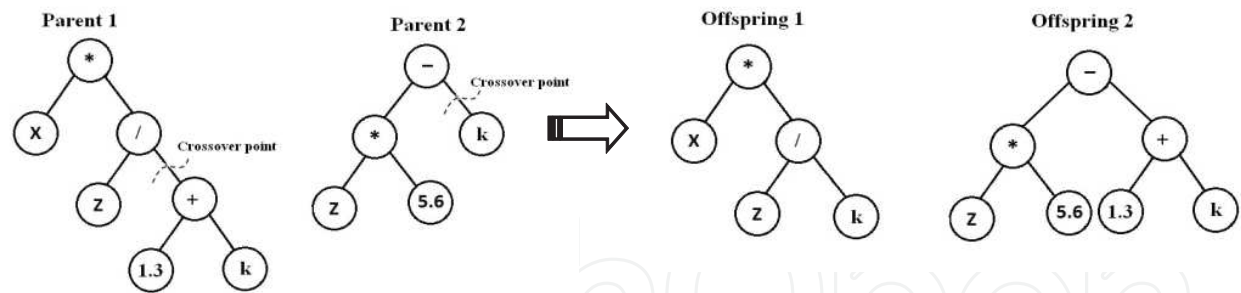 Parent 1
*
X
/
Crossover point
Z
+
1.3
k
Parent 2
−
Crossover point
*
k
Z
5.6
Offspring 1
*
X
/
Z
k
Offspring 2
−
*
+
Z
5.6
1.3
k